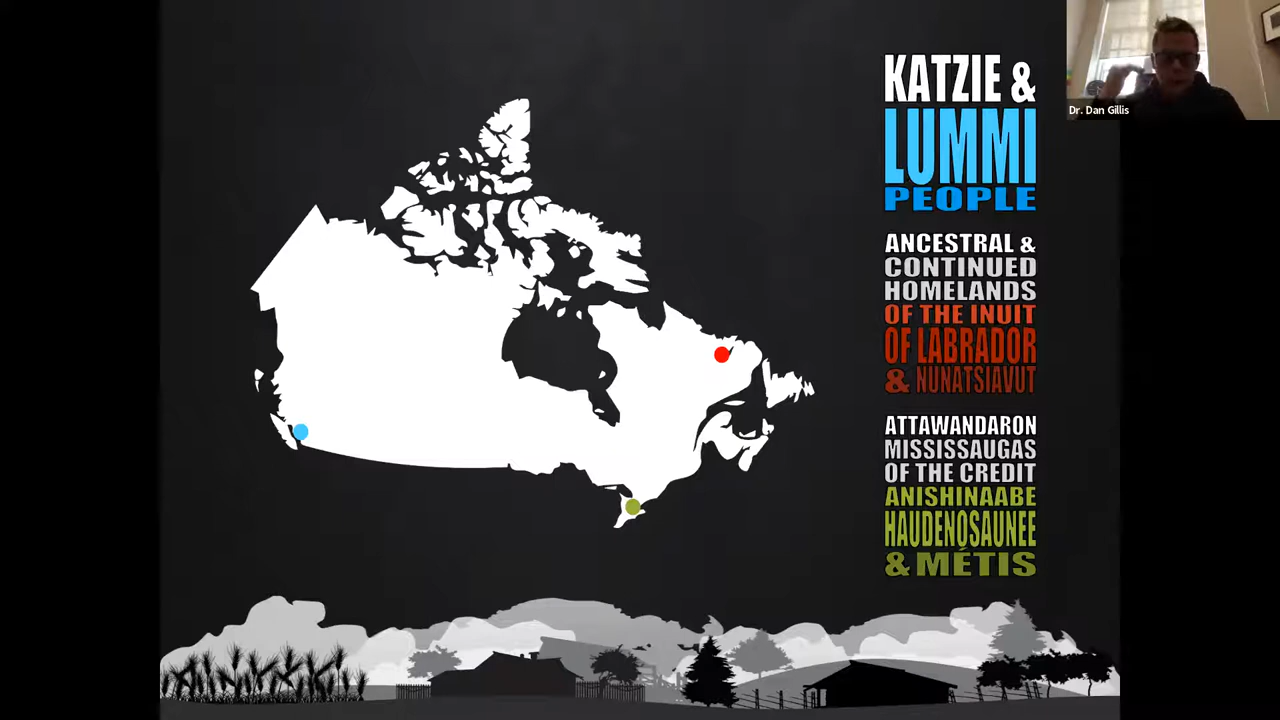 KATZIE &
LUMMI
PEOPLE
ANCESTRAL &
CONTINUED
HOMELANDS
OF THE INUIT
OF LABRADOR
& NUNATSIAVUT
ATTAWANDARON
MISSISSAUGAS
OF THE CREDIT
ANISHINAABE
HAUDENOSAUNEE
& MÉTIS
Dr. Dan Gillis